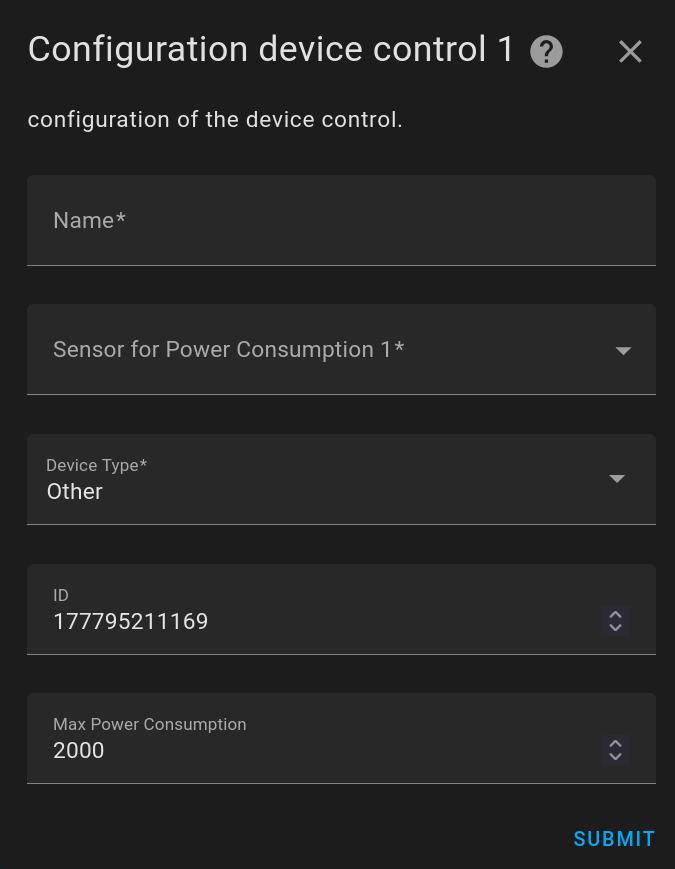 Configuration device control 1
configuration of the device control.
Name*
Sensor for Power Consumption 1*
Device Type*
Other
ID
177795211169
Max Power Consumption
2000
SUBMIT